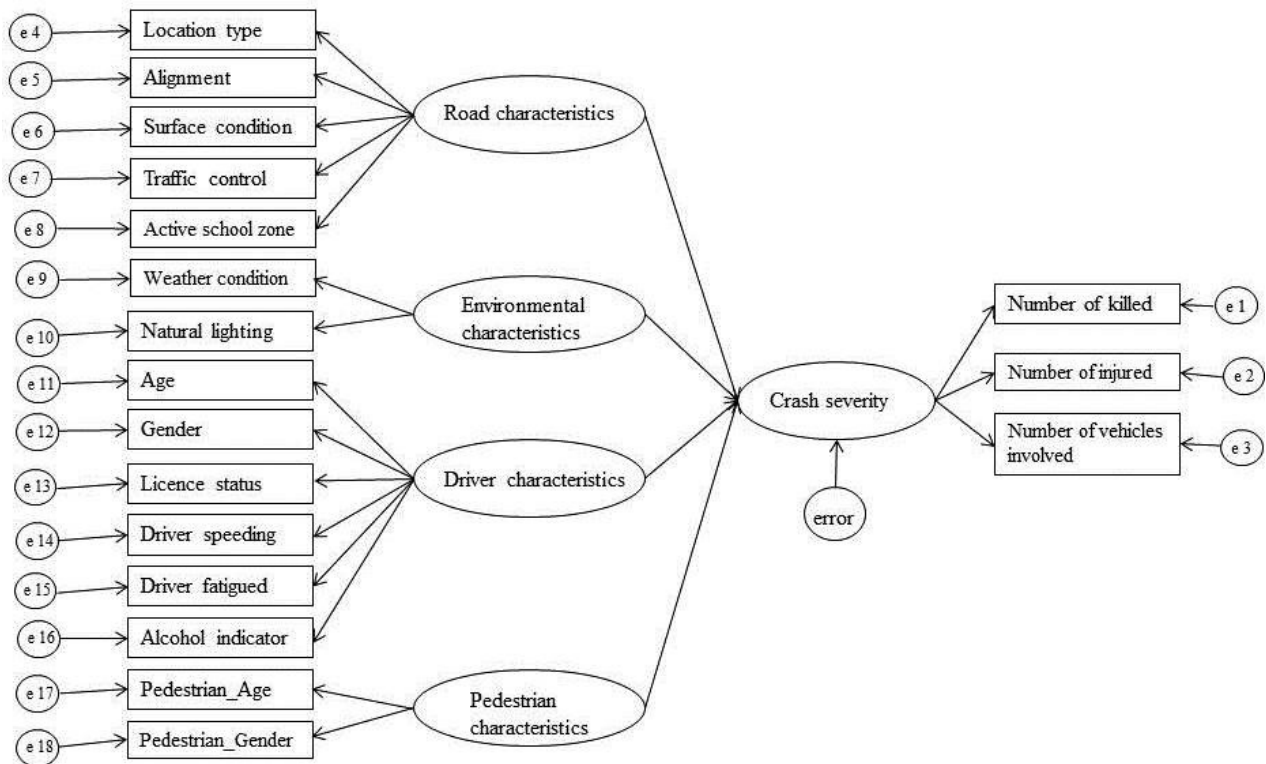 e 4
Location type
e 5
Alignment
e 6
Surface condition
e 7
Traffic control
e 8
Active school zone
e 9
Weather condition
e 10
Natural lighting
e 11
Age
e 12
Gender
e 13
Licence status
e 14
Driver speeding
e 15
Driver fatigued
e 16
Alcohol indicator
e 17
Pedestrian_Age
e 18
Pedestrian_Gender
Road characteristics
Environmental
characteristics
Driver characteristics
Pedestrian
characteristics
Crash severity
error
Number of killed
e 1
Number of injured
e 2
Number of vehicles
involved
e 3